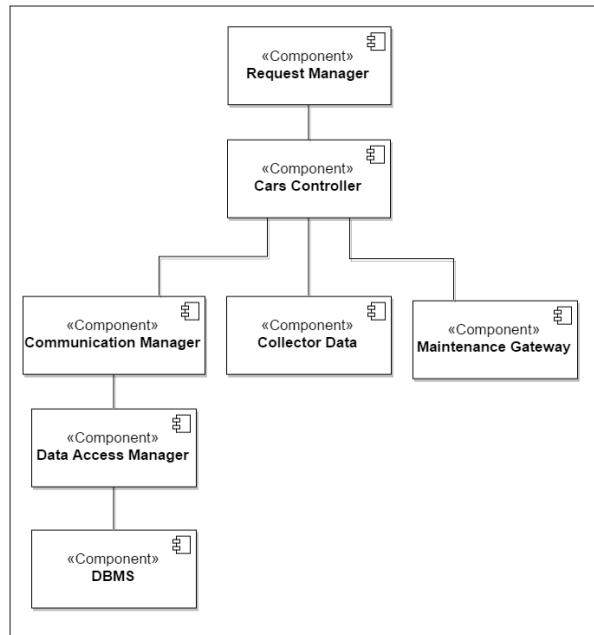 «Component»
Request Manager
«Component»
Cars Controller
«Component»
Communication Manager
«Component»
Collector Data
«Component»
Maintenance Gateway
«Component»
Data Access Manager
«Component»
DBMS